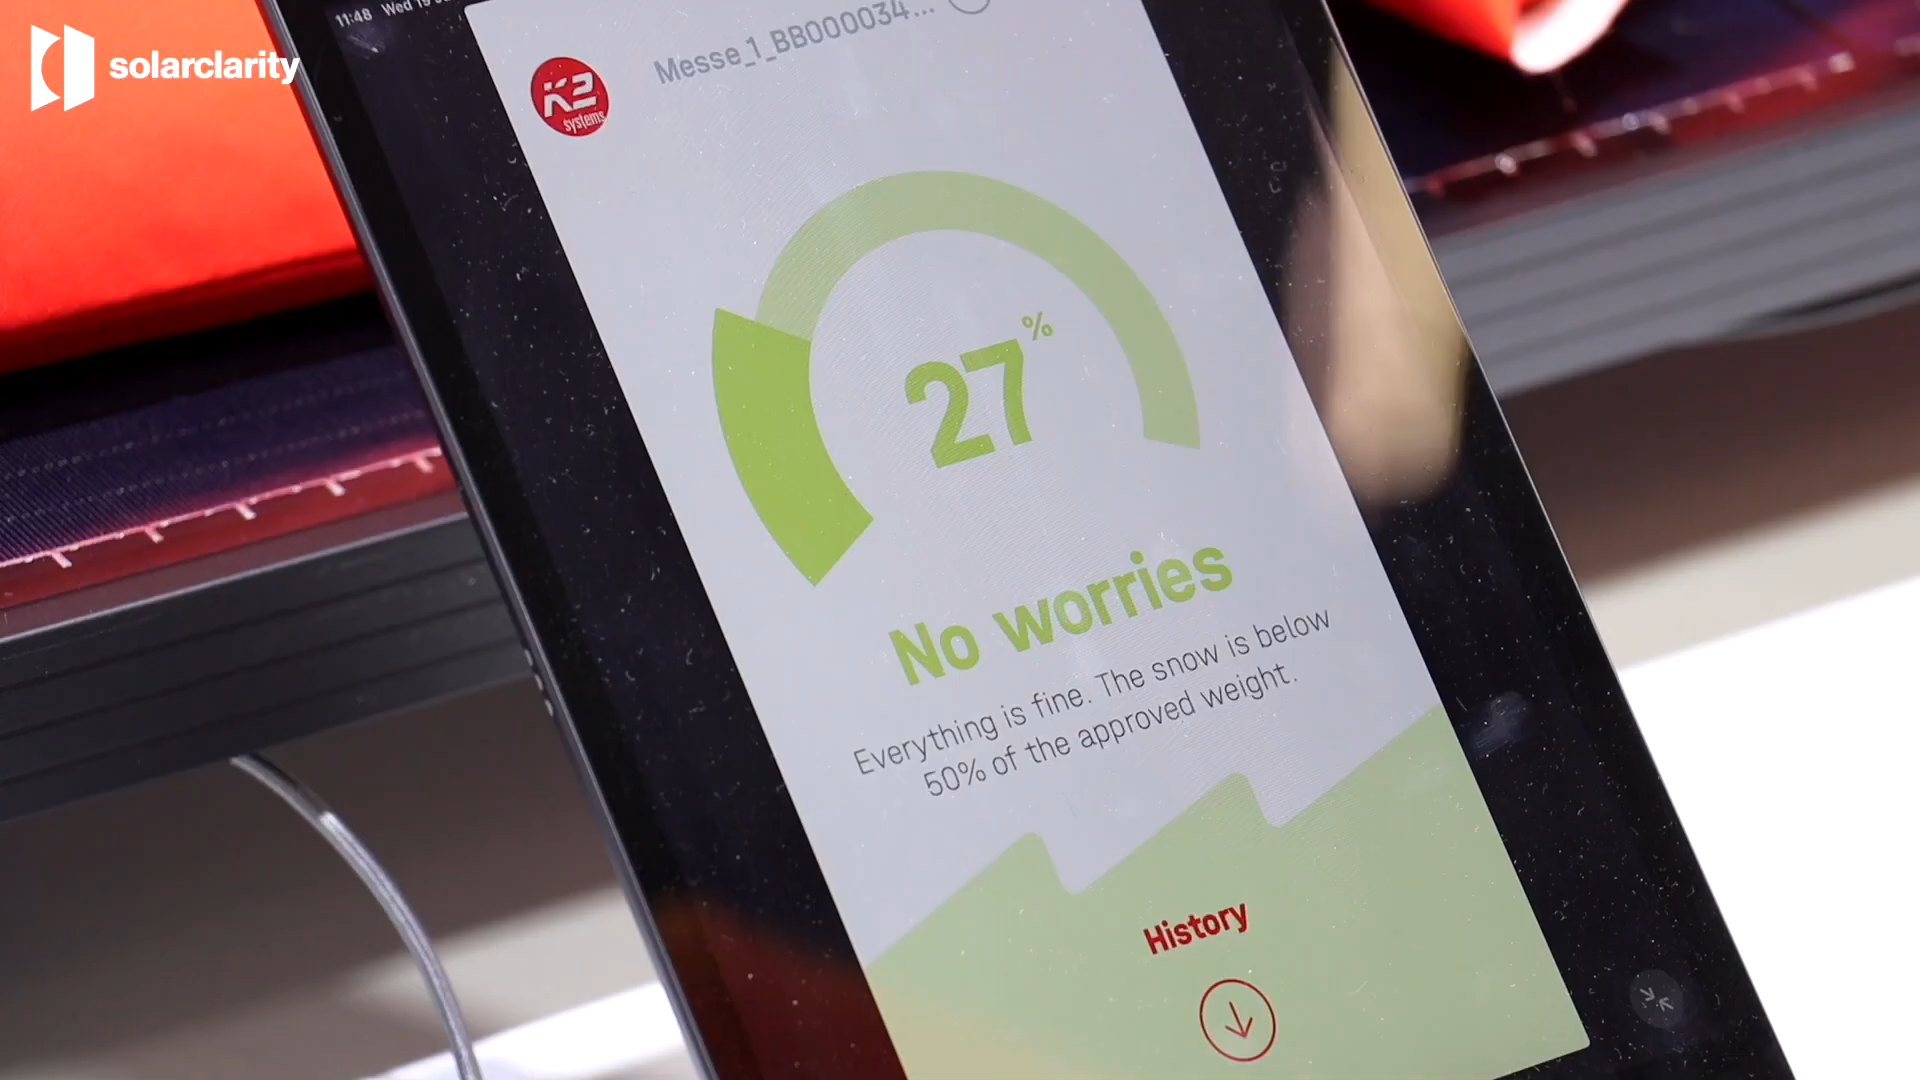 solarclarity
11:48 Wed 19
K2
systems
Messe_1_BB000034...
27%
No worries
Everything is fine. The snow is below
50% of the approved weight.
History